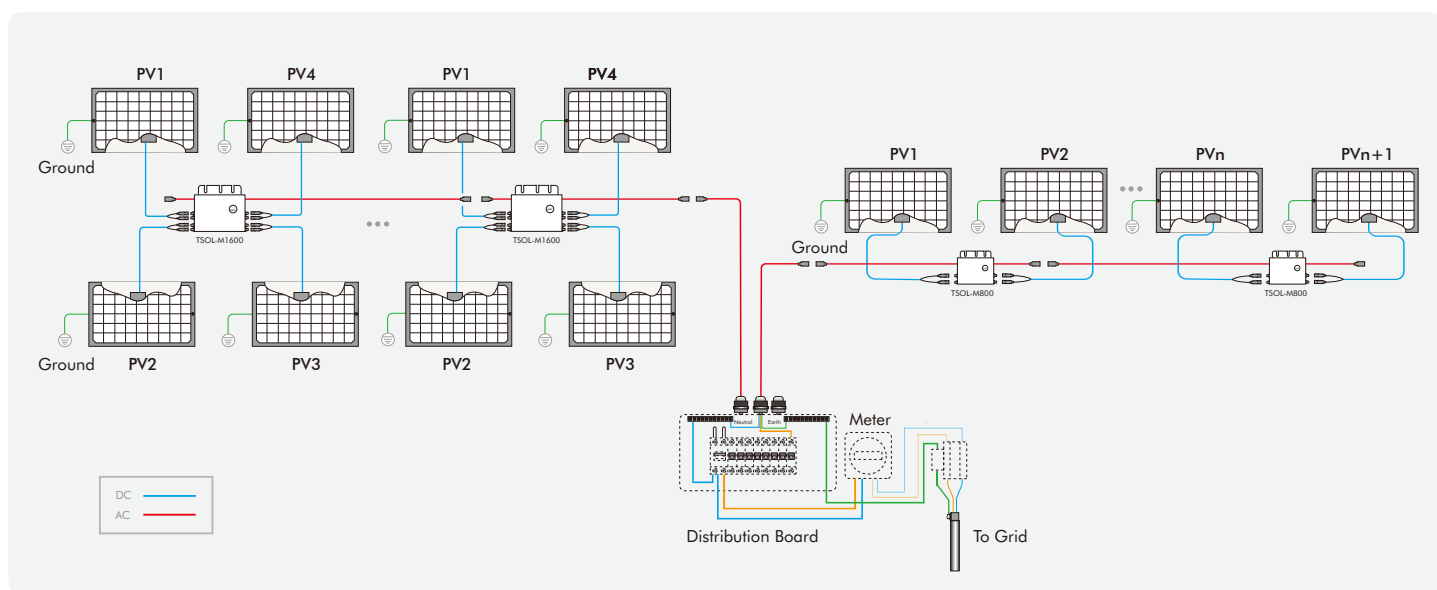 PV1
PV4
PV1
PV4
Ground
TSOL-M1600
TSOL-M1600
Ground
PV2
PV3
PV2
PV3
PV1
PV2
PVn
PVn+1
Ground
TSOL-M800
TSOL-M800
Neutral
Earth
Meter
Distribution Board
To Grid
DC
AC